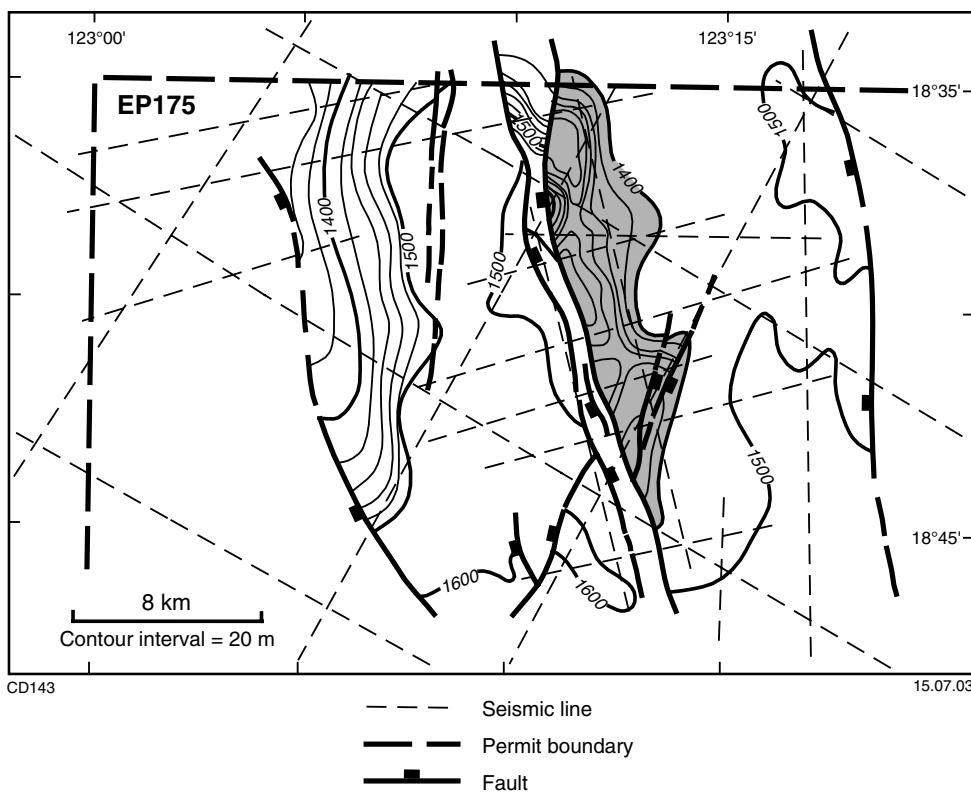 123°00'
123°15'
EP175
18°35'
1500
1500
1400
1400
1500
1500
1500
18°45'
1600
1600
8 km
Contour interval = 20 m
CD143
15.07.03
Seismic line
Permit boundary
Fault